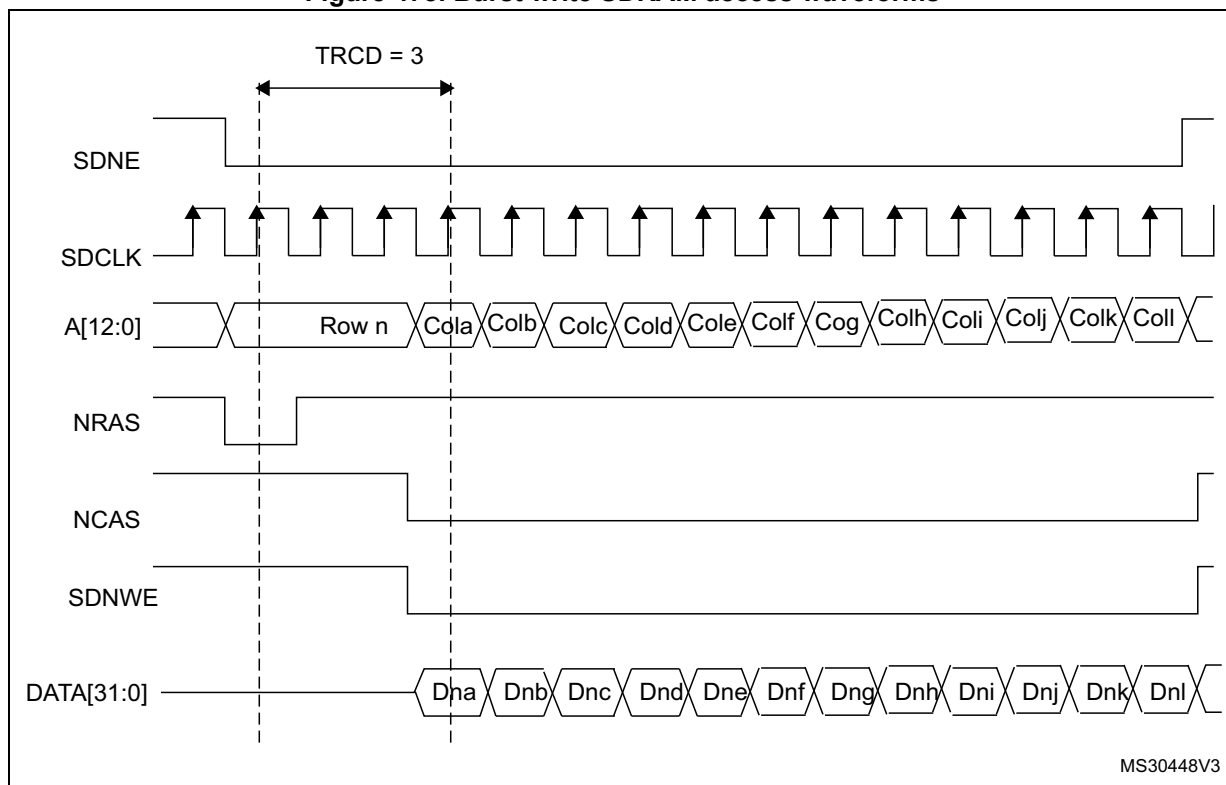 TRCD = 3
SDNE
SDCLK
A[12:0] Row n Cola Colb Colc Cold Cole Colf Cog Colh Coli Colj Colk Coll
NRAS
NCAS
SDNWE
DATA[31:0] Dna Dnb Dnc Dnd Dne Dnf Dng Dnh Dni Dnj Dnk Dnl
MS30448V3